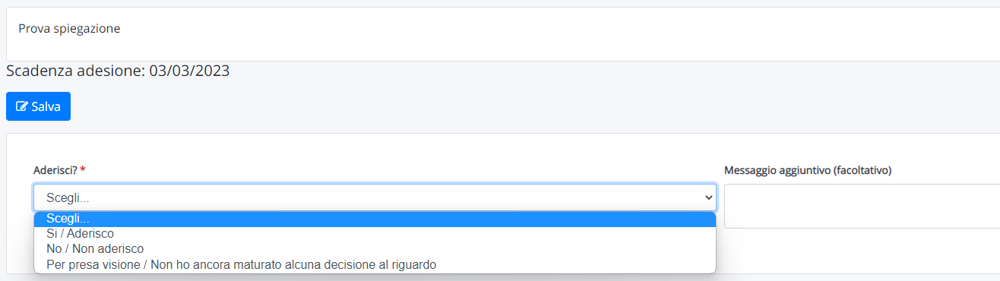 Prova spiegazione
Scadenza adesione: 03/03/2023
Salva
Aderisci? *
Messaggio aggiuntivo (facoltativo)
Scegli...
Scegli...
Si / Aderisco
No / Non aderisco
Per presa visione / Non ho ancora maturato alcuna decisione al riguardo